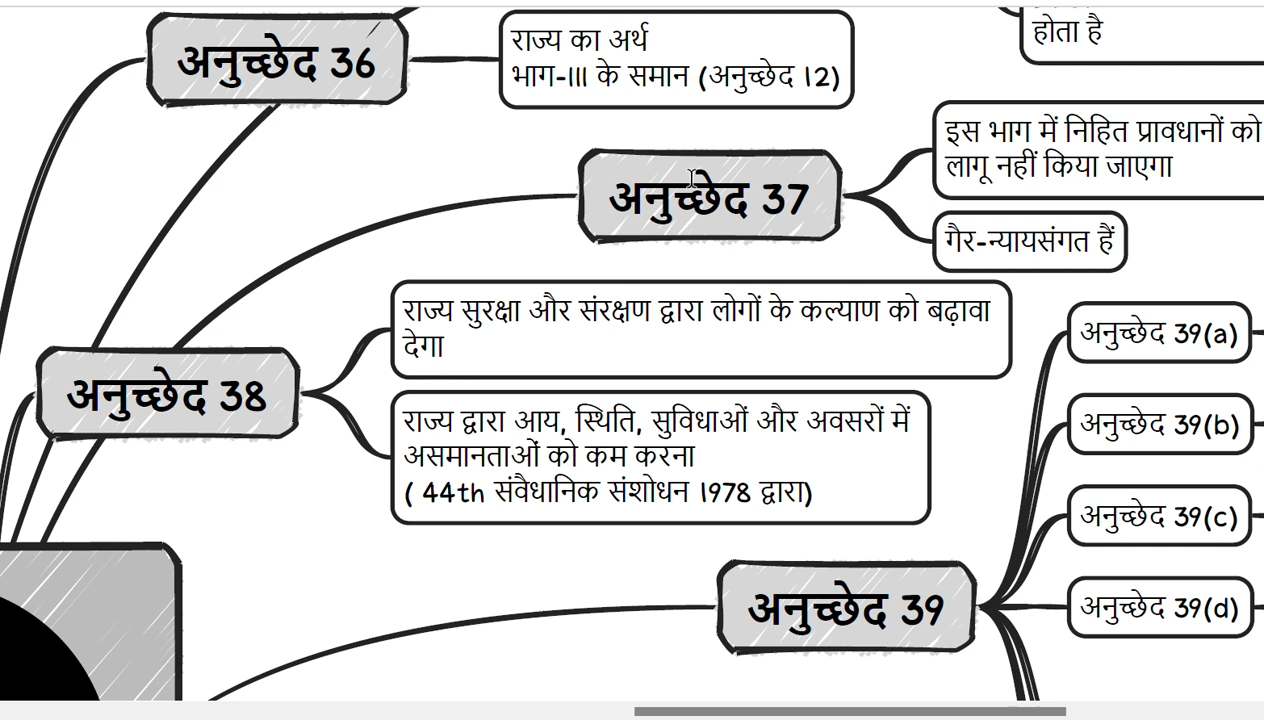 होता है
अनुच्छेद 36
राज्य का अर्थ
भाग-III के समान (अनुच्छेद 12)
अनुच्छेद 37
इस भाग में निहित प्रावधानों को
लागू नहीं किया जाएगा
गैर-न्यायसंगत हैं
अनुच्छेद 38
राज्य सुरक्षा और संरक्षण द्वारा लोगों के कल्याण को बढ़ावा
देगा
राज्य द्वारा आय, स्थिति, सुविधाओं और अवसरों में
असमानताओं को कम करना
( 44th संवैधानिक संशोधन 1978 द्वारा)
अनुच्छेद 39
अनुच्छेद 39(a)
अनुच्छेद 39(b)
अनुच्छेद 39(c)
अनुच्छेद 39(d)